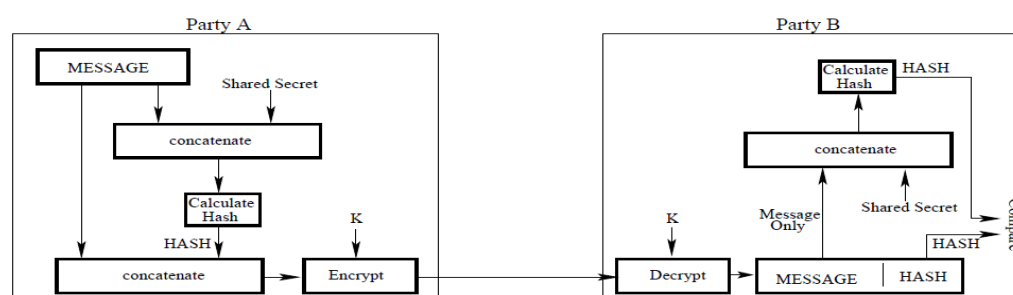 Party A
MESSAGE
Shared Secret
concatenate
Calculate
Hash
HASH
K
concatenate
Encrypt
Party B
Calculate
Hash
HASH
concatenate
Message
Only
Shared Secret
K
Compare
HASH
Decrypt
MESSAGE
HASH